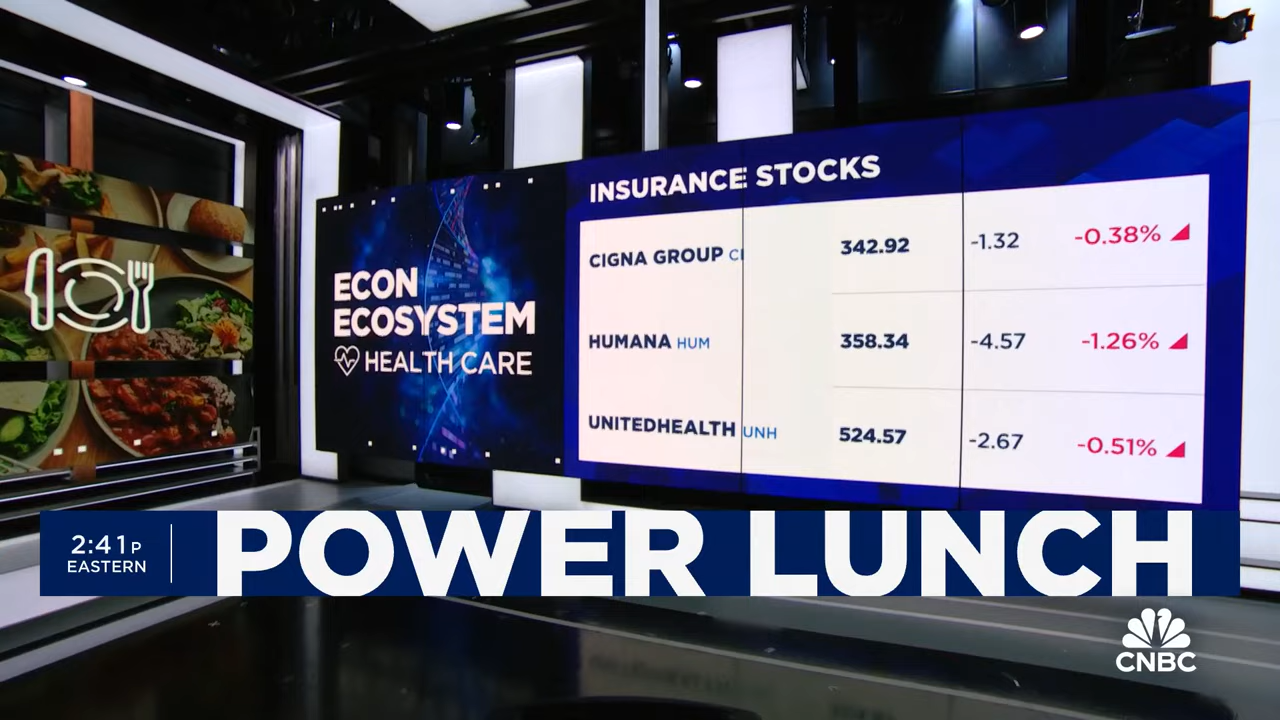 INSURANCE STOCKS
CIGNA GROUP CI 342.92 -1.32 -0.38%
HUMANA HUM 358.34 -4.57 -1.26%
UNITEDHEALTH UNH 524.57 -2.67 -0.51%
ECON
ECOSYSTEM
HEALTH CARE
2:41P
EASTERN
POWER LUNCH
CNBC